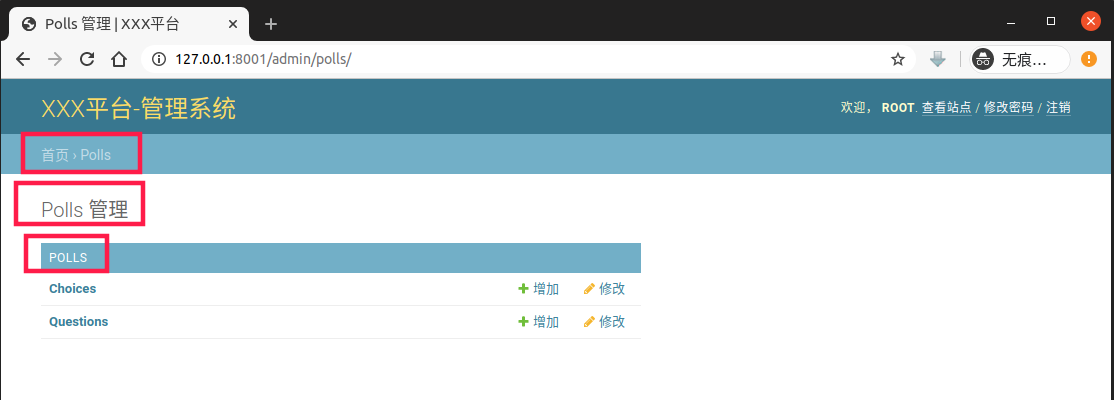 Polls 管理 | XXX平台
127.0.0.1:8001/admin/polls/
无痕…
XXX平台-管理系统
欢迎， ROOT. 查看站点 / 修改密码 / 注销
首页 › Polls
Polls 管理
POLLS
Choices 增加 修改
Questions 增加 修改